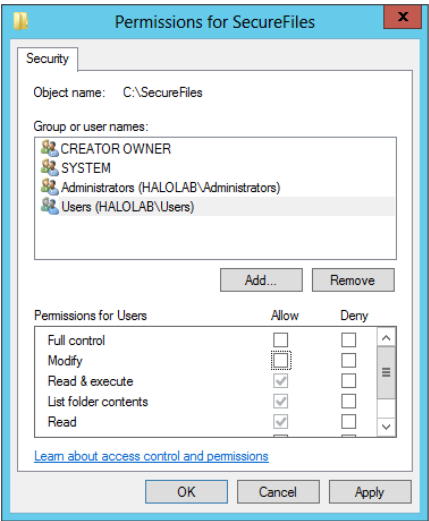 Permissions for SecureFiles
x
Security
Object name: C:\SecureFiles
Group or user names:
CREATOR OWNER
SYSTEM
Administrators (HALOLAB\Administrators)
Users (HALOLAB\Users)
Add... Remove
Permissions for Users Allow Deny
Full control
Modify
Read & execute
List folder contents
Read
Learn about access control and permissions
OK Cancel Apply